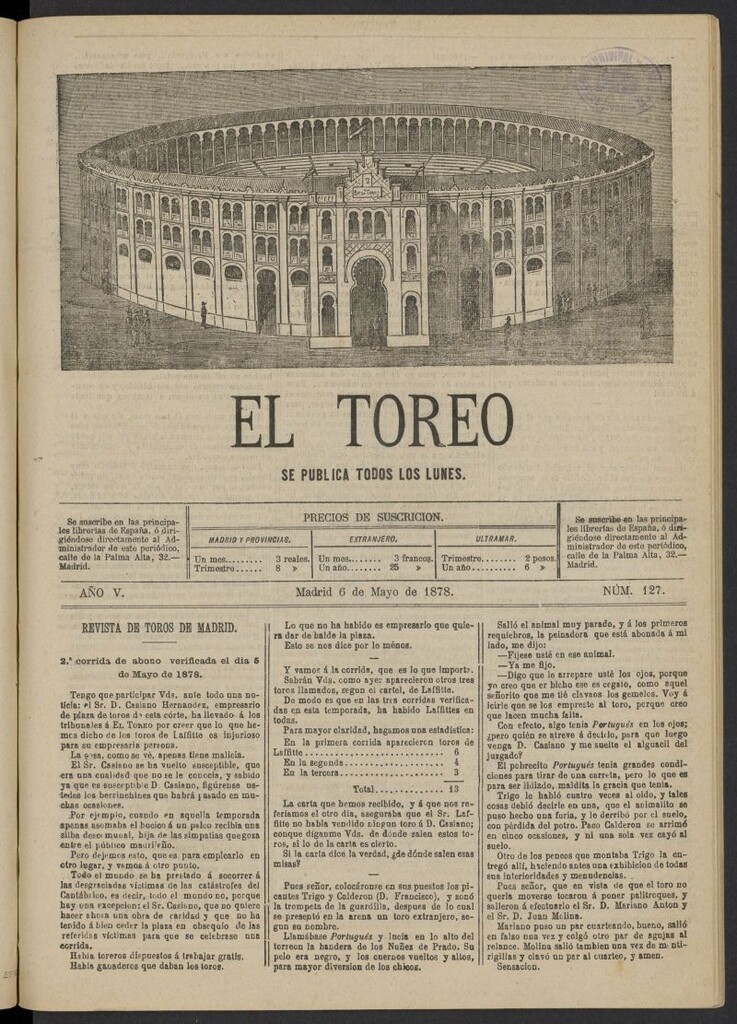 EL TOREO
SE PUBLICA TODOS LOS LUNES.
Se suscribe en las principa-
les librerías de España, ó diri-
giéndose directamente al Ad-
ministrador de este periódico,
calle de la Palma Alta, 32.—
Madrid.
PRECIOS DE SUSCRICION.
MADRID Y PROVINCIAS.
Un mes........ 3 reales.
Trimestre...... 8 »
EXTRANJERO.
Un mes........ 3 francos.
Un año........ 25 »
ULTRAMAR.
Trimestre......... 2 pesos.
Un año.......... 6 »
Se suscribe en las principa-
les librerías de España, ó diri-
giéndose directamente al Ad-
ministrador de este periódico,
calle de la Palma Alta, 32.—
Madrid.
AÑO V.
Madrid 6 de Mayo de 1878.
NÚM. 127.
REVISTA DE TOROS DE MADRID.
2.ª corrida de abono verificada el dia 5
de Mayo de 1878.
Tengo que participar Vds. ante todo una no-
ticia: el Sr. D. Casiano Hernandez, empresario
de plaza de toros de esta córte, ha llevado á los
tribunales á EL TOREO por creer que lo que he-
mos dicho de los toros de Laffitte es injurioso
para su empresaria persona.
La cosa, como se vé, apenas tiene malicia.
El Sr. Casiano se ha vuelto susceptible, que
era una cualidad que no se le conocia, y sabido
ya que es susceptible D. Casiano, figúrense us-
tedes los berrinchines que habrá pasado en mu-
chas ocasiones.
Por ejemplo, cuando en aquella temporada
apenas asomaba el hocico á un palco recibia una
silba descomunal, hija de las simpatías que goza
entre el público madrileño.
Pero dejemos esto, que es para emplearlo en
otro lugar, y vamos á otro punto.
Todo el mundo se ha prestado á socorrer á
las desgraciadas víctimas de las catástrofes del
Cantábrico, es decir, todo el mundo no, porque
hay una excepcion: el Sr. Casiano, que no quiere
hacer ahora una obra de caridad y que no ha
tenido á bien ceder la plaza en obsequio de las
referidas víctimas para que se celebrase una
corrida.
Habia toreros dispuestos á trabajar gratis.
Habia ganaderos que daban los toros.
Lo que no ha habido es empresario que quie-
ra dar de balde la plaza.
Esto se nos dice por lo ménos.
Y vamos á la corrida, que es lo que importa.
Sabrán Vds. como ayer aparecieron otros tres
toros llamados, segun el cartel, de Laffitte.
De modo es que en las tres corridas verifica-
das en esta temporada, ha habido Laffittes en
todas.
Para mayor claridad, hagamos una estadística:
En la primera corrida aparecieron toros de
Laffitte........................ 6
En la segunda................... 4
En la tercera................... 3
Total............ 13
La carta que hemos recibido, y á que nos re-
feriamos el otro dia, aseguraba que el Sr. Laf-
fitte no habia vendido ningun toro á D. Casiano;
conque díganme Vds. de dónde salen estos to-
ros, si lo de la carta es cierto.
Si la carta dice la verdad, ¿de dónde salen esas
misas?
Pues señor, colocáronse en sus puestos los pi-
cantes Trigo y Calderon (D. Francisco), y sonó
la trompeta de la guardilla, despues de lo cual
se presentó en la arena un toro extranjero, se-
gun su nombre.
Llamábase Portugués y lucía en lo alto del
torreon la bandera de los Nuñez de Prado. Su
pelo era negro, y los cuernos vueltos y altos,
para mayor diversion de los chicos.
Salió el animal muy parado, y á los primeros
requiebros, la peinadora que está abonada á mi
lado, me dijo:
—Fíjese usté en ese animal.
—Ya me fijo.
—Digo le arrepare usté los ojos, porque
yo creo que er bicho ese es cegato, como aquel
señorito que me tié clavaos los gemelos. Voy á
icirle que se los empreste al toro, porque creo
que lacen mucha falta.
Con efecto, algo tenia Portugués en los ojos;
¿pero quién se atreve á decirlo, para que luego
venga D. Casiano y me suelte el alguacil del
juzgado?
El pobrecito Portugués tenia grandes condi-
ciones para tirar de una carreta, pero lo que es
para ser lidiado, maldita la gracia que tenia.
Trigo le habló cuatro veces al oido, y tales
cosas debió decirle en una, que el animalito se
puso hecho una furia, y le derribó por el suelo,
con pérdida del potro. Paco Calderon se arrimó
en cinco ocasiones, y ni una sola vez cayó al
suelo.
Otro de los pencos que montaba Trigo la en-
tregó allí, haciendo antes una exhibicion de todas
sus interioridades y menudencias.
Pues señor, que en vista de que el toro no
queria moverse tocaron á poner palitroques, y
salieron á efectuarlo el Sr. D. Mariano Anton y
el Sr. D. Juan Molina.
Mariano puso un par cuarteando, bueno, salió
en falso una vez y colgó otro par de agujas al
relance. Molina salió tambien una vez de menti-
rigillas y clavó un par al cuarteo, y amen.
Sensacion.